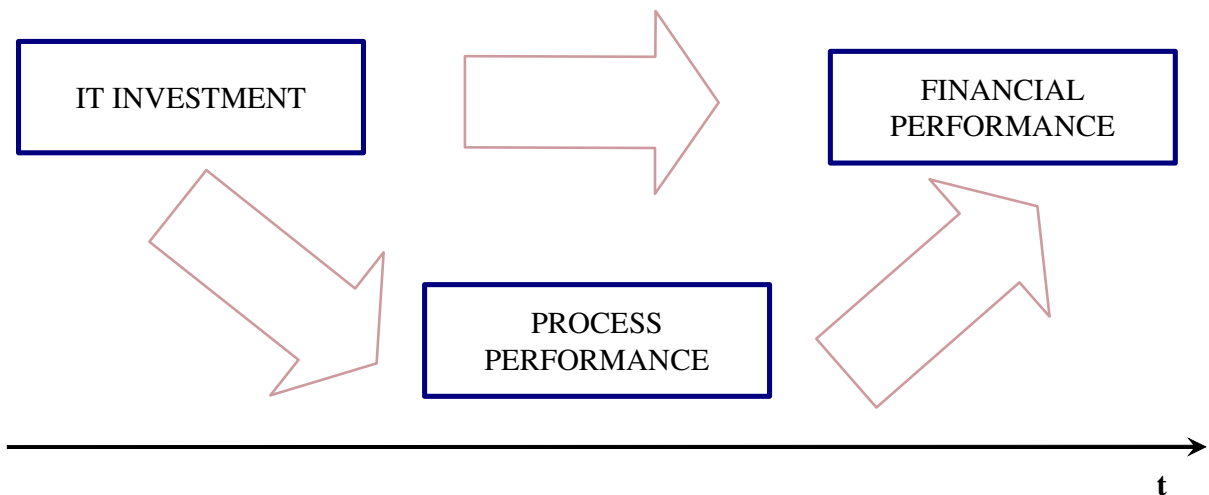 IT INVESTMENT
FINANCIAL
PERFORMANCE
PROCESS
PERFORMANCE
t